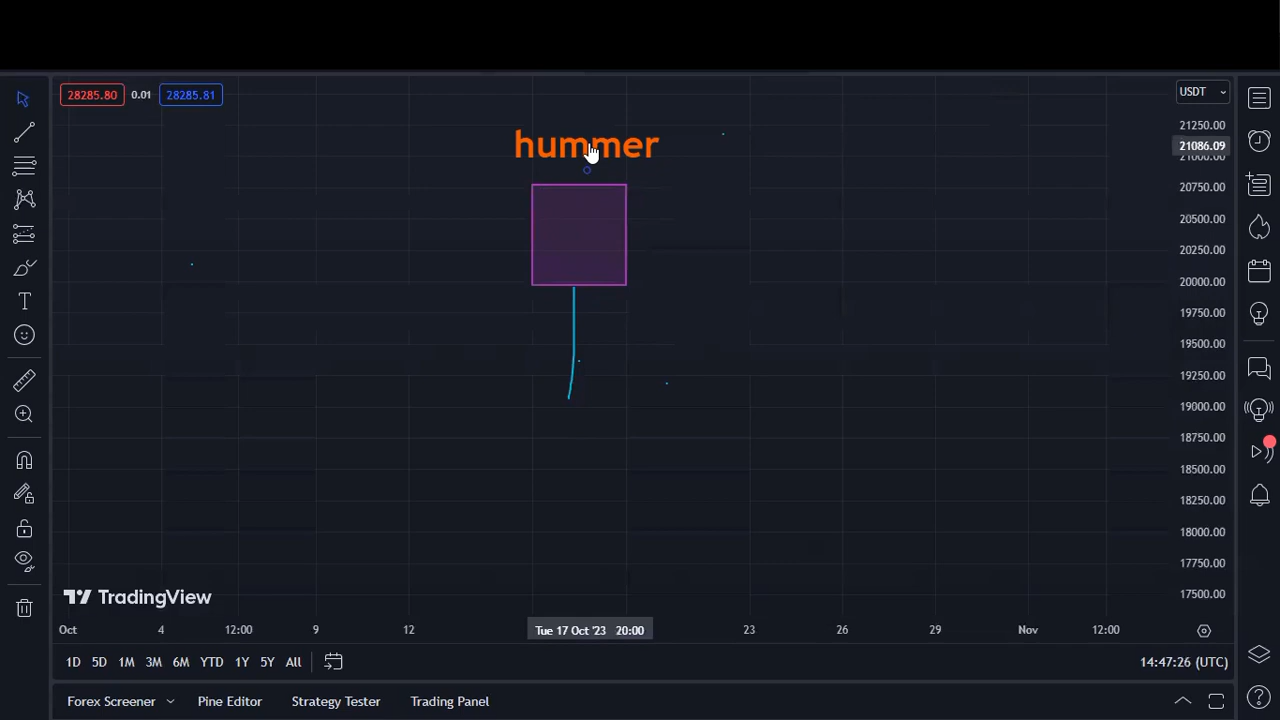 28285.80 0.01 28285.81
USDT
hummer
21250.00
21086.09
21000.00
20750.00
20500.00
20250.00
20000.00
19750.00
19500.00
19250.00
19000.00
18750.00
18500.00
18250.00
18000.00
17750.00
17500.00
TradingView
Oct 4 12:00 9 12 Tue 17 Oct '23 20:00 23 26 29 Nov 12:00
1D 5D 1M 3M 6M YTD 1Y 5Y All 14:47:26 (UTC)
Forex Screener Pine Editor Strategy Tester Trading Panel